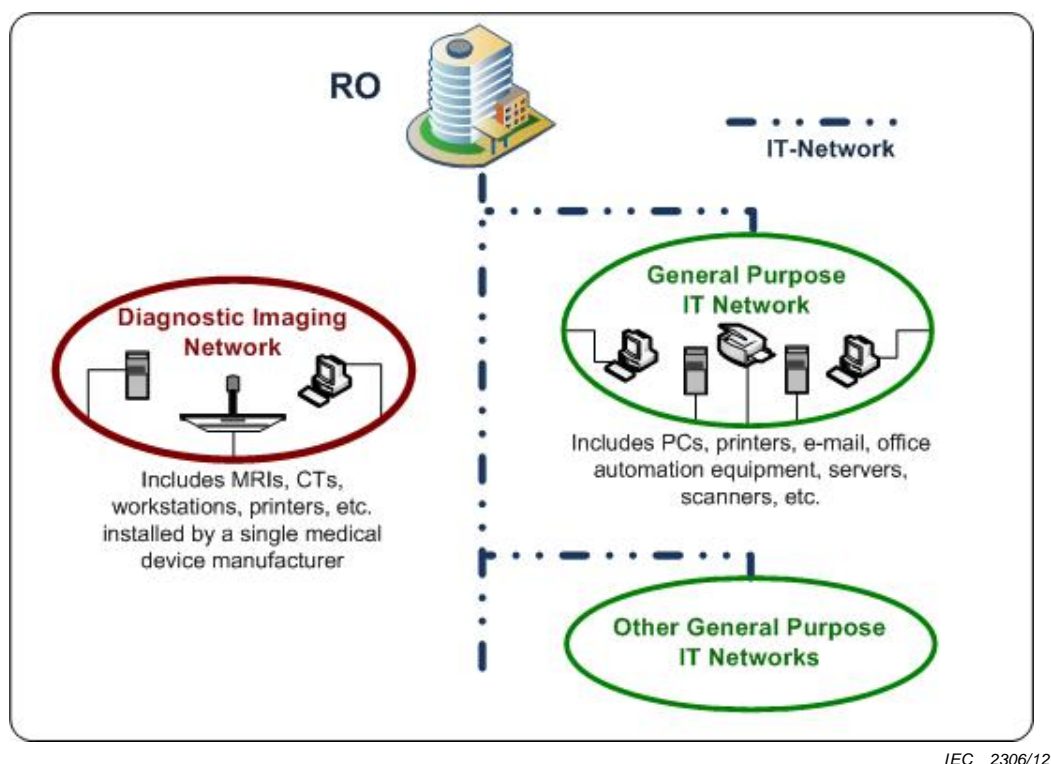 RO
IT-Network
General Purpose
IT Network
Diagnostic Imaging
Network
Includes PCs, printers, e-mail, office
automation equipment, servers,
scanners, etc.
Includes MRIs, CTs,
workstations, printers, etc.
installed by a single medical
device manufacturer
Other General Purpose
IT Networks
IEC 2306/12